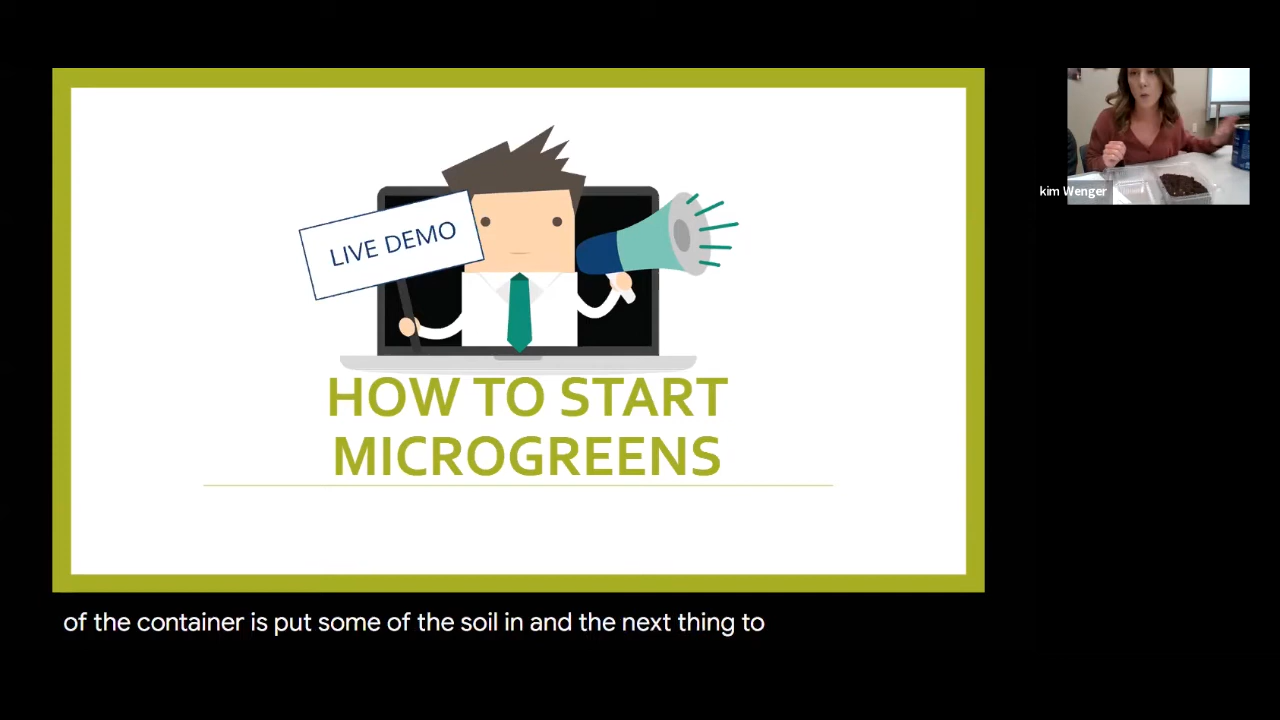 LIVE DEMO
HOW TO START
MICROGREENS
kim Wenger
of the container is put some of the soil in and the next thing to